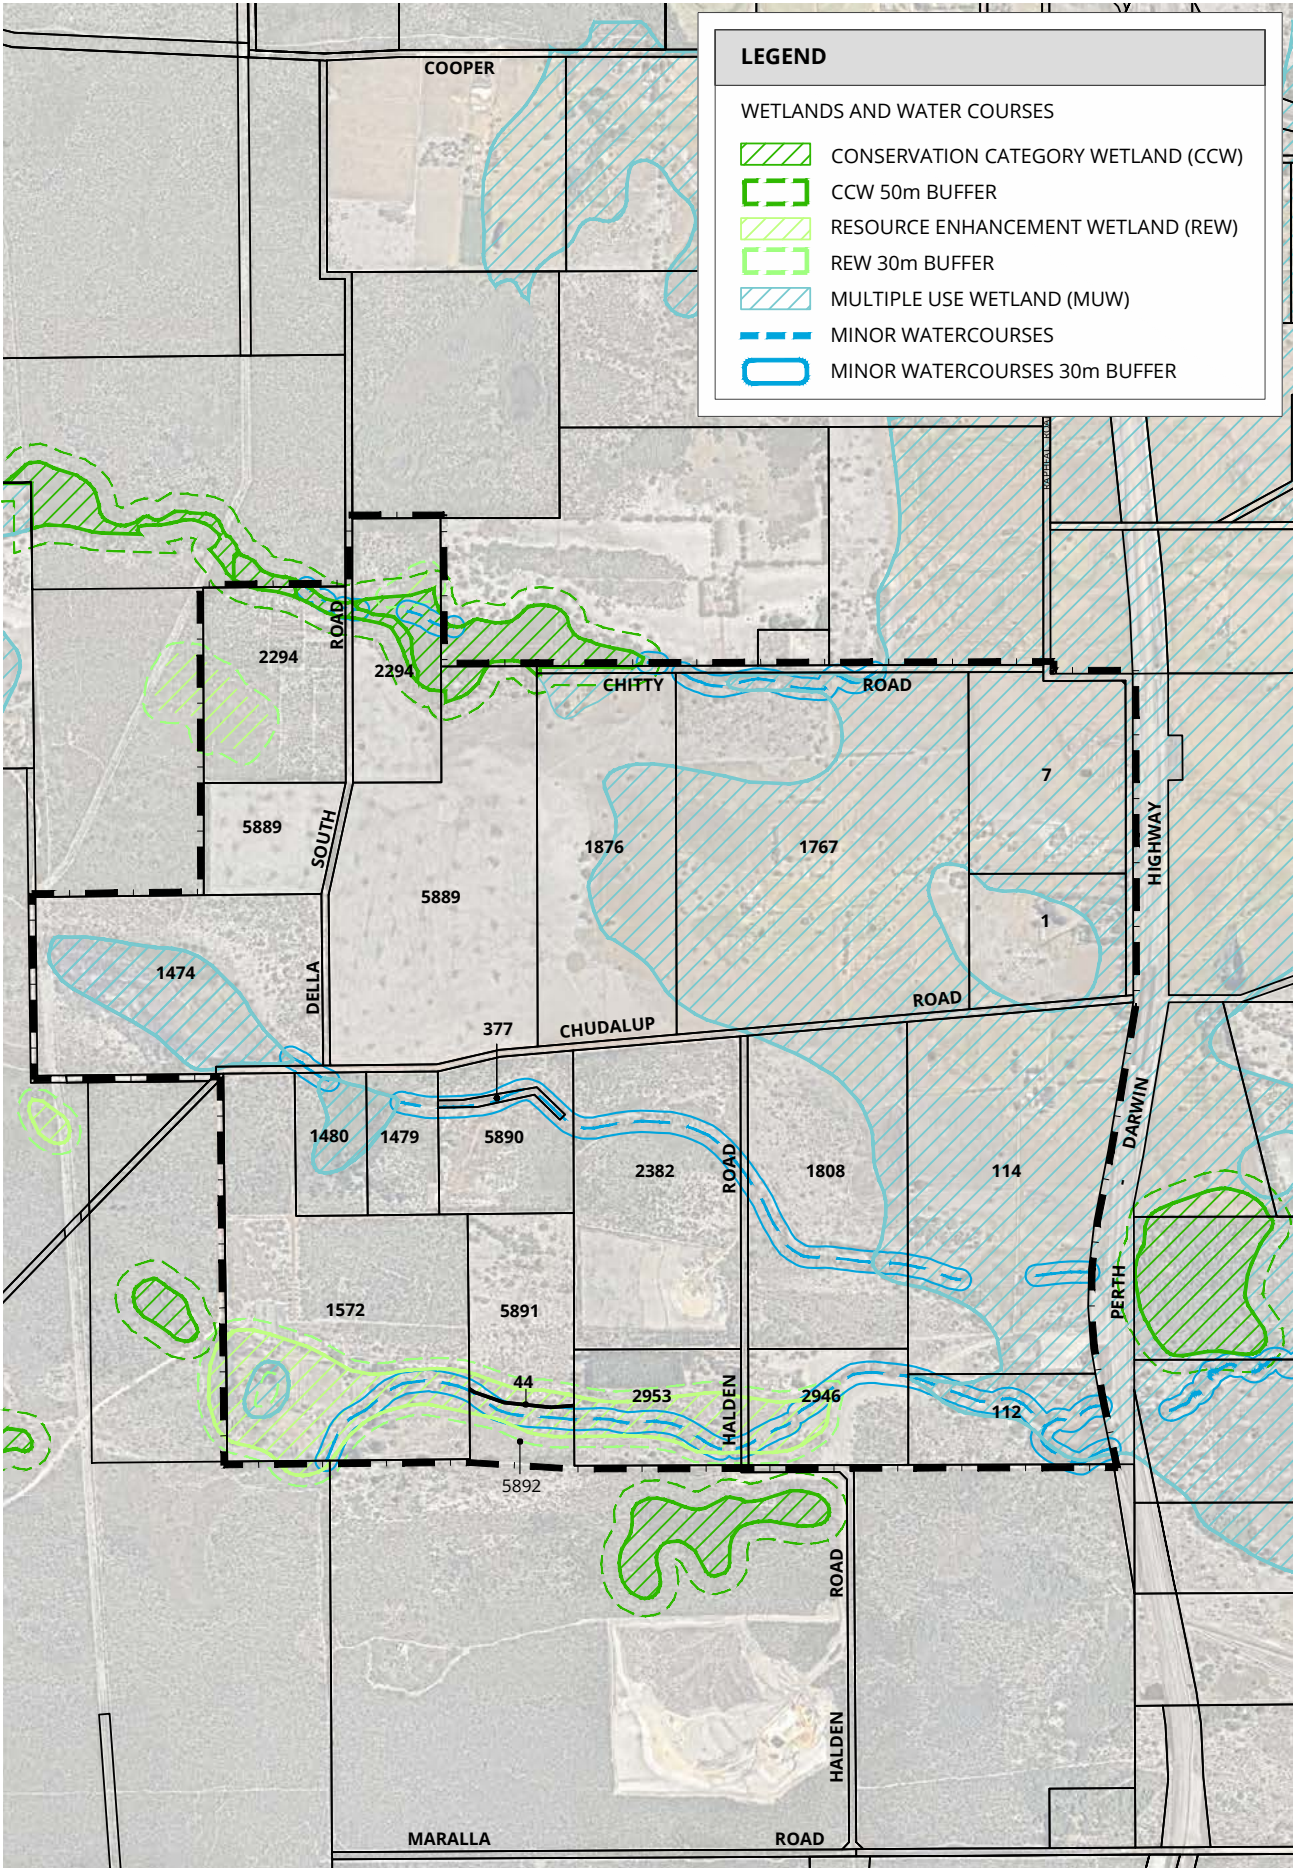 COOPER
LEGEND
WETLANDS AND WATER COURSES
CONSERVATION CATEGORY WETLAND (CCW)
CCW 50m BUFFER
RESOURCE ENHANCEMENT WETLAND (REW)
REW 30m BUFFER
MULTIPLE USE WETLAND (MUW)
MINOR WATERCOURSES
MINOR WATERCOURSES 30m BUFFER
ROAD
2294
2294
CHITTY
ROAD
7
HIGHWAY
5889
SOUTH
1876
1767
5889
1
1474
DELLA
377
CHUDALUP
ROAD
DARWIN
1480
1479
5890
2382
ROAD
1808
114
-
PERTH
1572
5891
44
2953
HALDEN
2946
112
5892
ROAD
HALDEN
MARALLA
ROAD